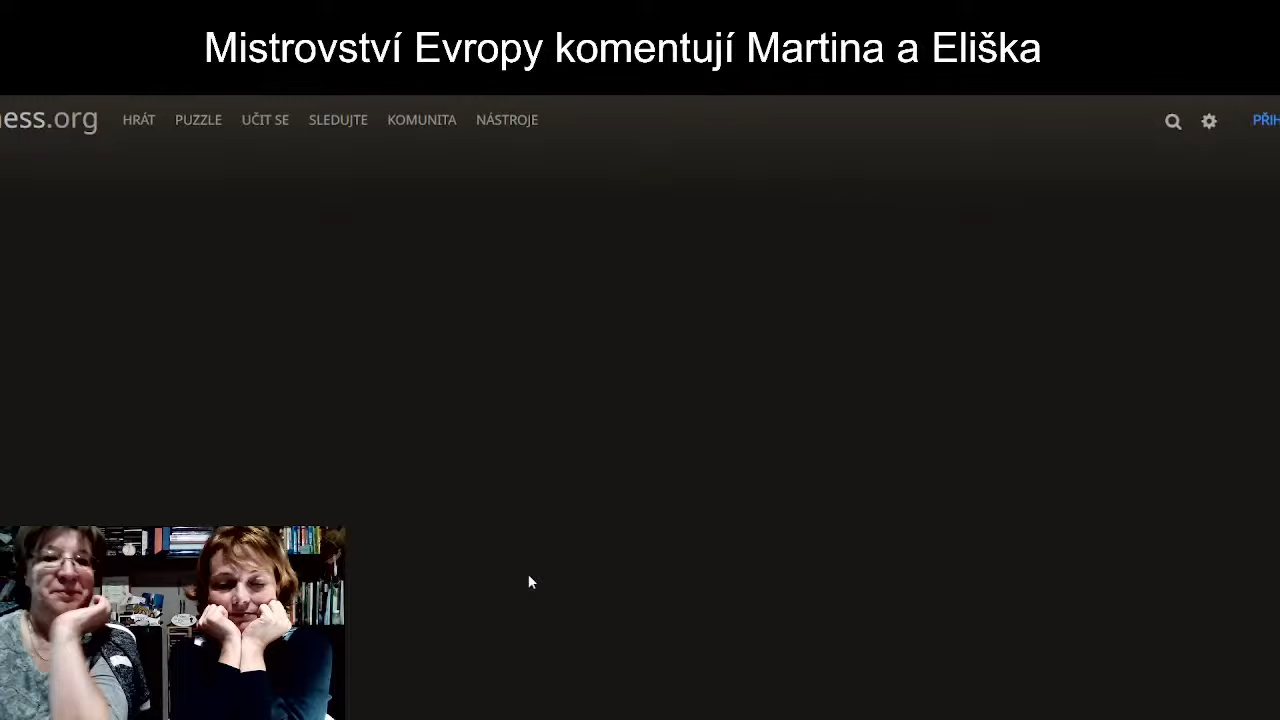 Mistrovství Evropy komentují Martina a Eliška
ess.org HRÁT PUZZLE UČIT SE SLEDUJTE KOMUNITA NÁSTROJE PŘIH